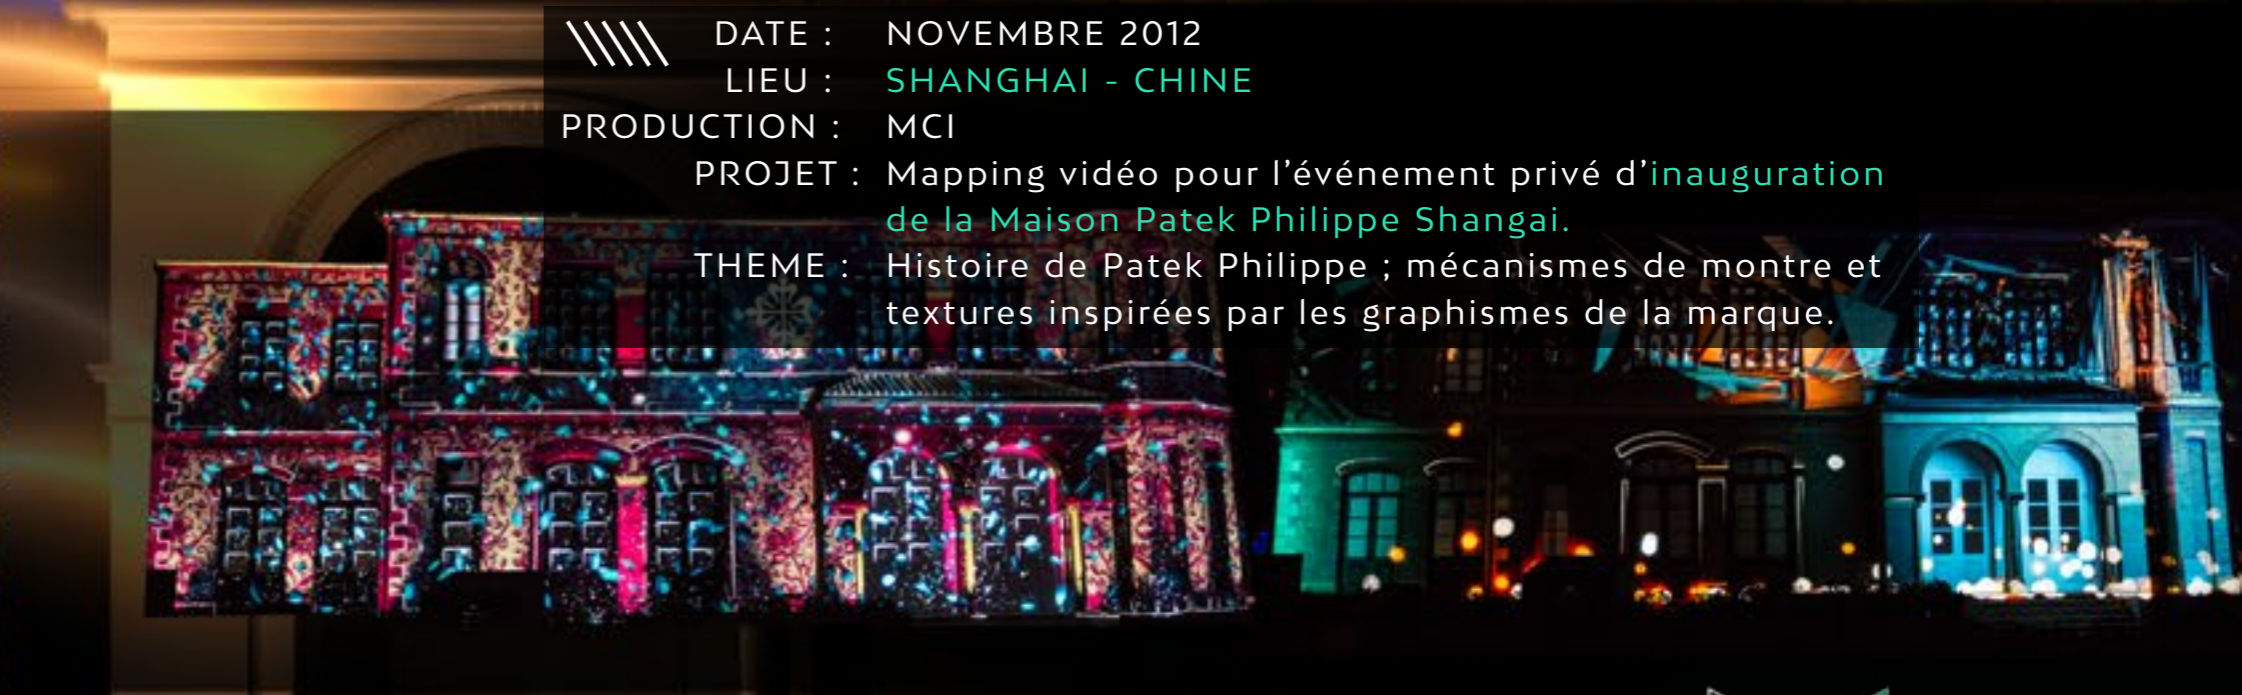 DATE : NOVEMBRE 2012
LIEU : SHANGHAI - CHINE
PRODUCTION : MCI
PROJET : Mapping vidéo pour l’événement privé d’inauguration
de la Maison Patek Philippe Shangai.
THEME : Histoire de Patek Philippe ; mécanismes de montre et
textures inspirées par les graphismes de la marque.